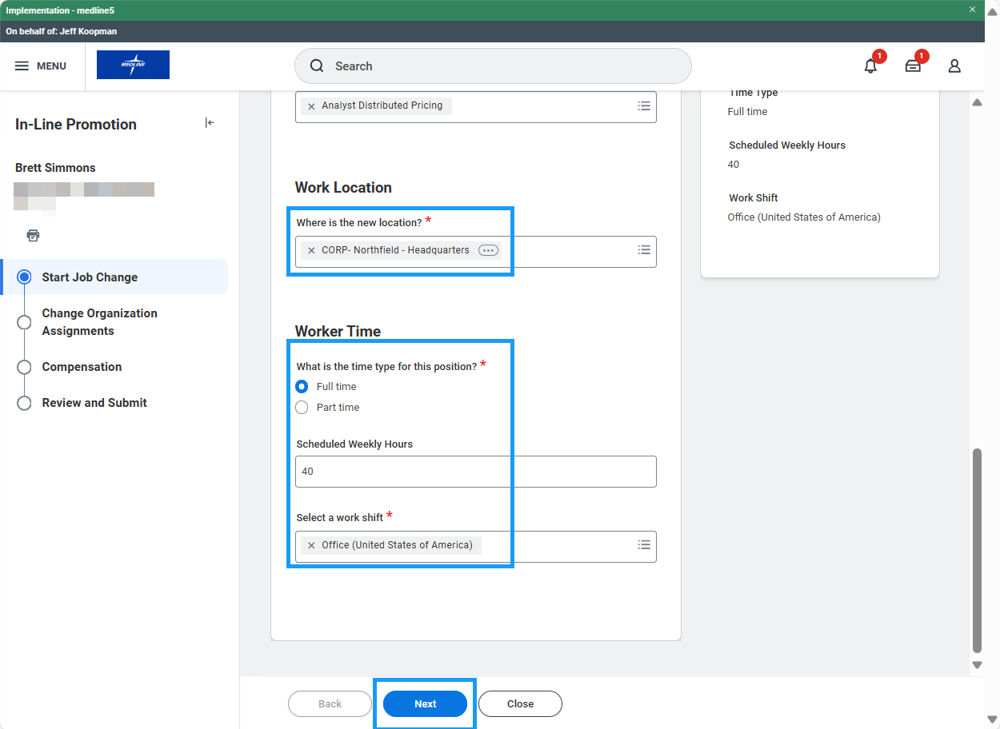 Implementation - medline5
On behalf of: Jeff Koopman
MENU
MEDLINE
Search
1
1
In-Line Promotion
Brett Simmons
Start Job Change
Change Organization
Assignments
Compensation
Review and Submit
Analyst Distributed Pricing
Work Location
Where is the new location? *
CORP- Northfield - Headquarters
Worker Time
What is the time type for this position? *
Full time
Part time
Scheduled Weekly Hours
40
Select a work shift *
Office (United States of America)
Time Type
Full time
Scheduled Weekly Hours
40
Work Shift
Office (United States of America)
Back
Next
Close